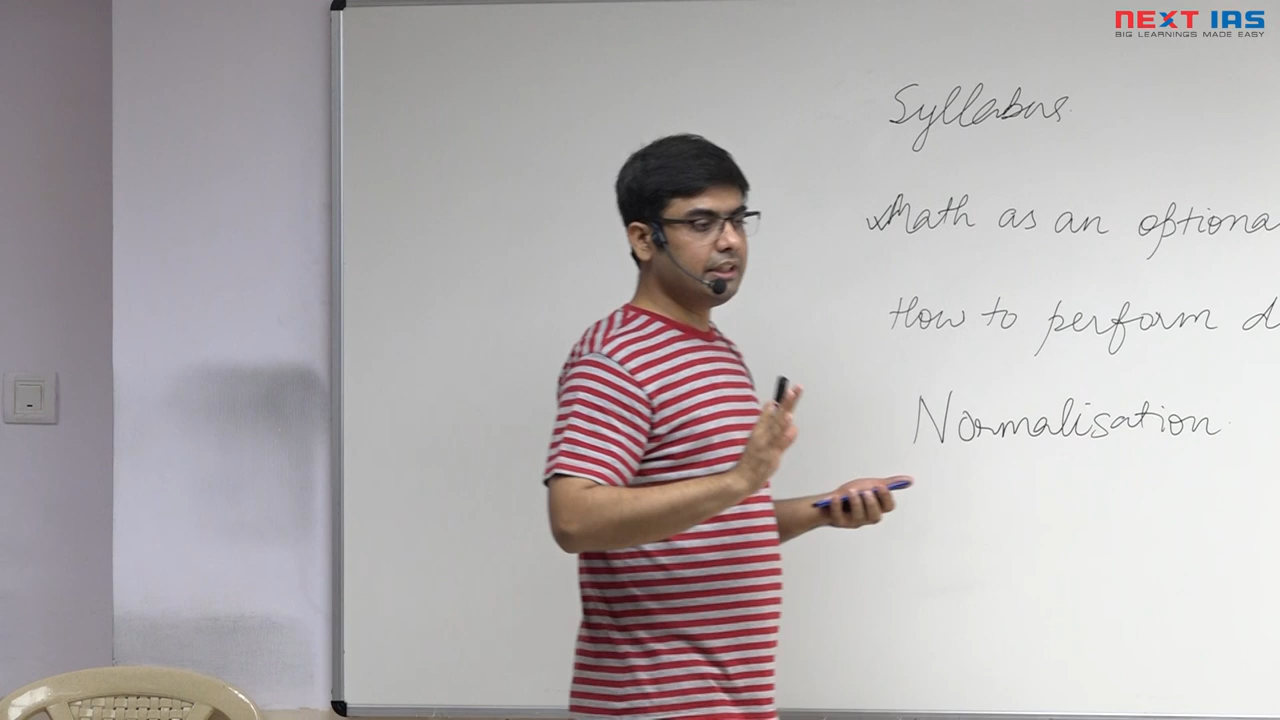 NEXT IAS
BIG LEARNINGS MADE EASY
Syllabus
Math as an optiona
How to perform d
Normalisation